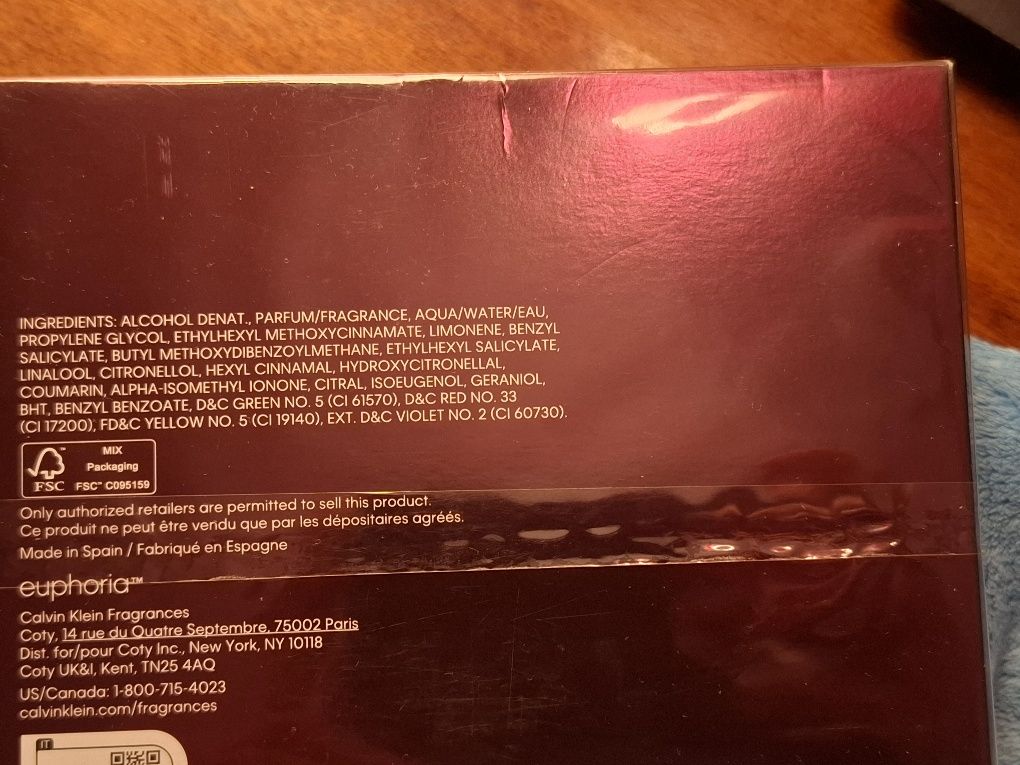 INGREDIENTS: ALCOHOL DENAT., PARFUM/FRAGRANCE, AQUA/WATER/EAU,
PROPYLENE GLYCOL, ETHYLHEXYL METHOXYCINNAMATE, LIMONENE, BENZYL
SALICYLATE, BUTYL METHOXYDIBENZOYLMETHANE, ETHYLHEXYL SALICYLATE,
LINALOOL, CITRONELLOL, HEXYL CINNAMAL, HYDROXYCITRONELLAL,
COUMARIN, ALPHA-ISOMETHYL IONONE, CITRAL, ISOEUGENOL, GERANIOL,
BHT, BENZYL BENZOATE, D&C GREEN NO. 5 (CI 61570), D&C RED NO. 33
(CI 17200), FD&C YELLOW NO. 5 (CI 19140), EXT. D&C VIOLET NO. 2 (CI 60730).
MIX
Packaging
FSC FSC™ C095159
Only authorized retailers are permitted to sell this product.
Ce produit ne peut être vendu que par les dépositaires agréés.
Made in Spain / Fabriqué en Espagne
euphoria™
Calvin Klein Fragrances
Coty, 14 rue du Quatre Septembre, 75002 Paris
Dist. for/pour Coty Inc., New York, NY 10118
Coty UK&I, Kent, TN25 4AQ
US/Canada: 1-800-715-4023
calvinklein.com/fragrances
IT